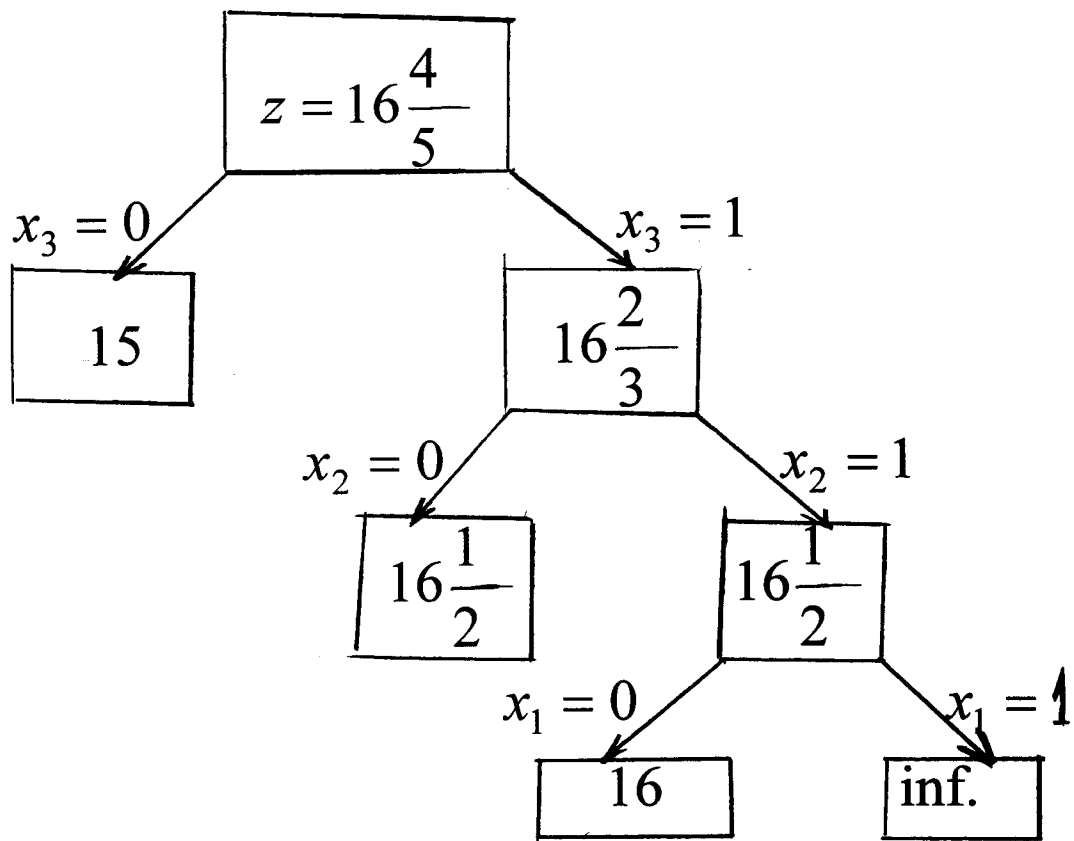 z = 16 4/5
x₃ = 0
x₃ = 1
15
16 2/3
x₂ = 0
x₂ = 1
16 1/2
16 1/2
x₁ = 0
x₁ = 1
16
inf.